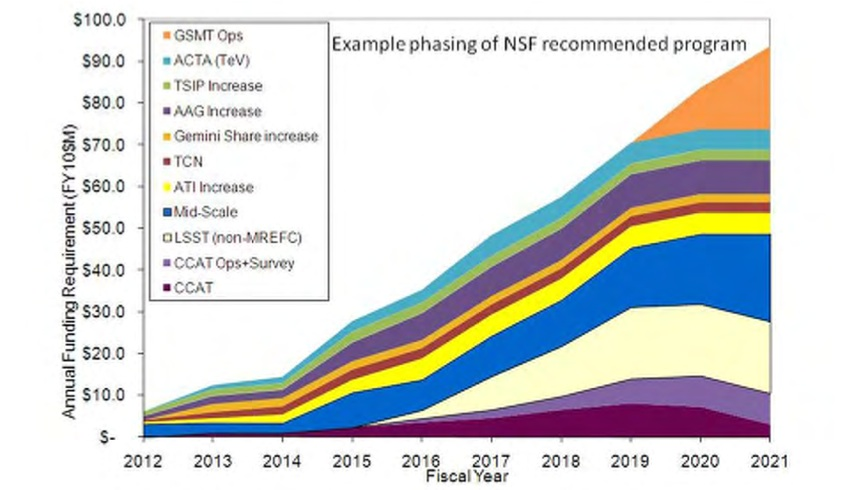 Example phasing of NSF recommended program
Annual Funding Requirement (FY10$M)
$100.0
$90.0
$80.0
$70.0
$60.0
$50.0
$40.0
$30.0
$20.0
$10.0
$-
GSMT Ops
ACTA (TeV)
TSIP Increase
AAG Increase
Gemini Share increase
TCN
ATI Increase
Mid-Scale
LSST (non-MREFC)
CCAT Ops+Survey
CCAT
2012 2013 2014 2015 2016 2017 2018 2019 2020 2021
Fiscal Year